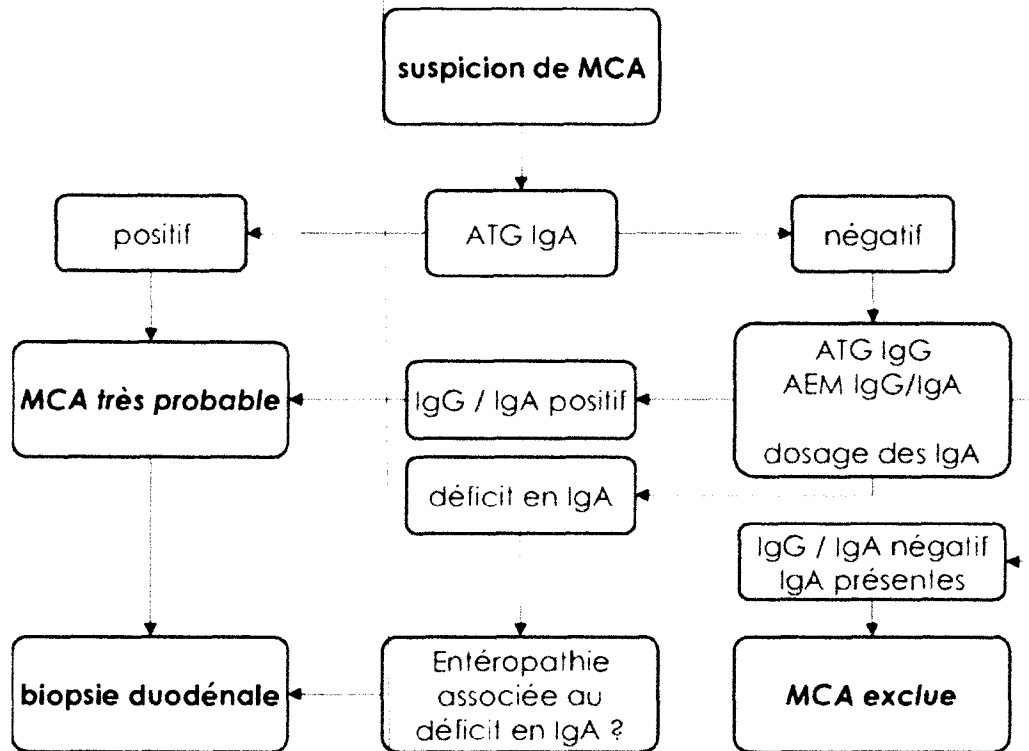 suspicion de MCA
positif
ATG IgA
négatif
MCA très probable
IgG / IgA positif
ATG IgG
AEM IgG/IgA
dosage des IgA
déficit en IgA
IgG / IgA négatif
IgA présentes
biopsie duodénale
Entéropathie
associée au
déficit en IgA ?
MCA exclue